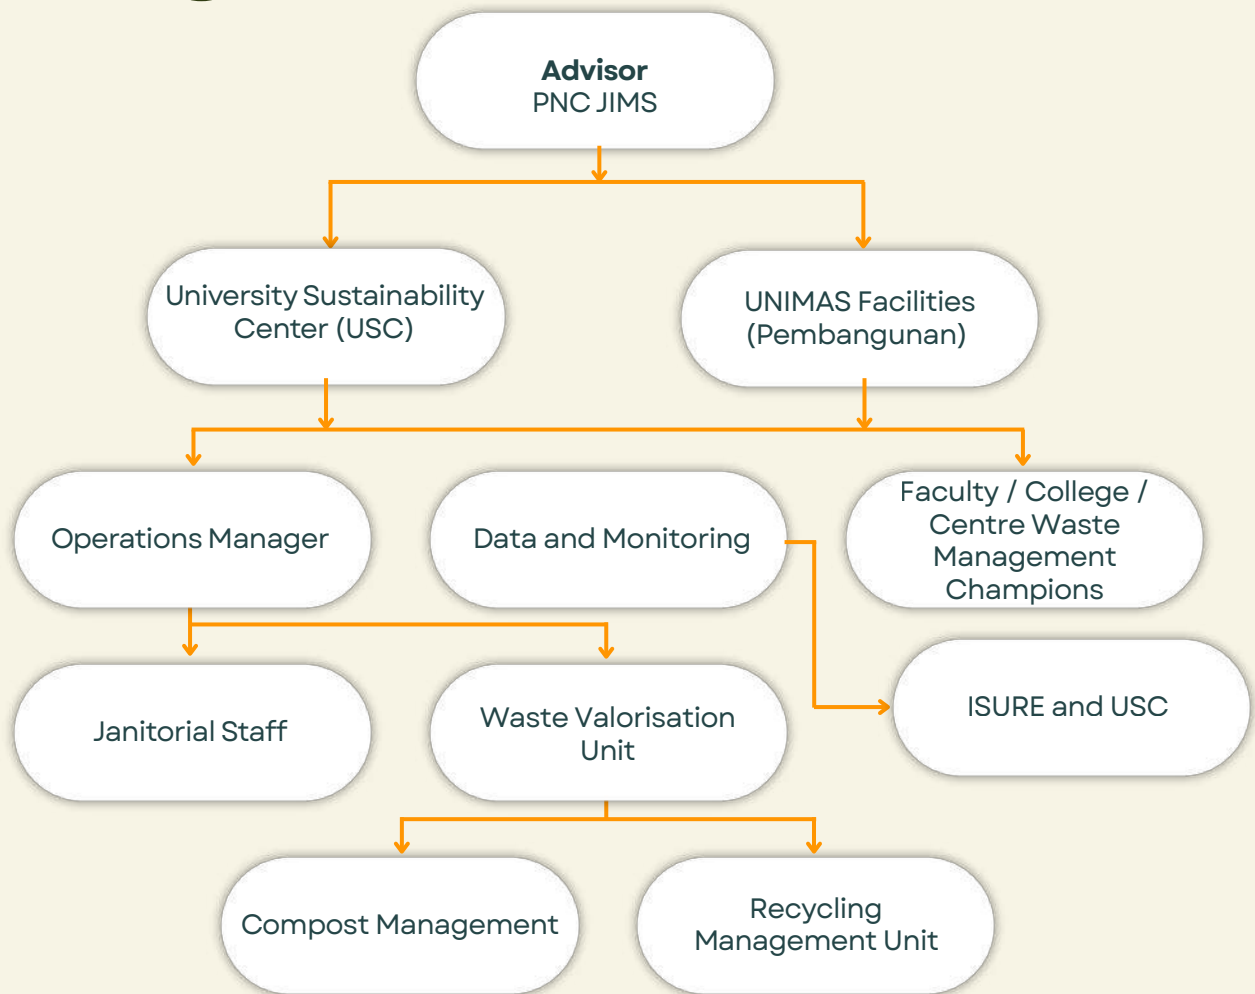 Advisor
PNC JIMS
University Sustainability
Center (USC)
UNIMAS Facilities
(Pembangunan)
Operations Manager
Data and Monitoring
Faculty / College /
Centre Waste
Management
Champions
Janitorial Staff
Waste Valorisation
Unit
ISURE and USC
Compost Management
Recycling
Management Unit